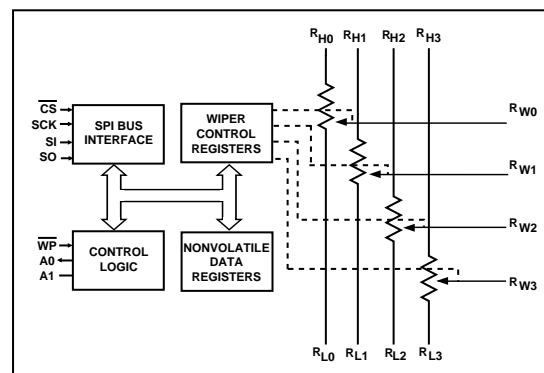 RH0 RH1 RH2 RH3
CS
SCK
SI
SO
SPI BUS
INTERFACE
WIPER
CONTROL
REGISTERS
RW0
RW1
RW2
RW3
WP
A0
A1
CONTROL
LOGIC
NONVOLATILE
DATA
REGISTERS
RL0 RL1 RL2 RL3